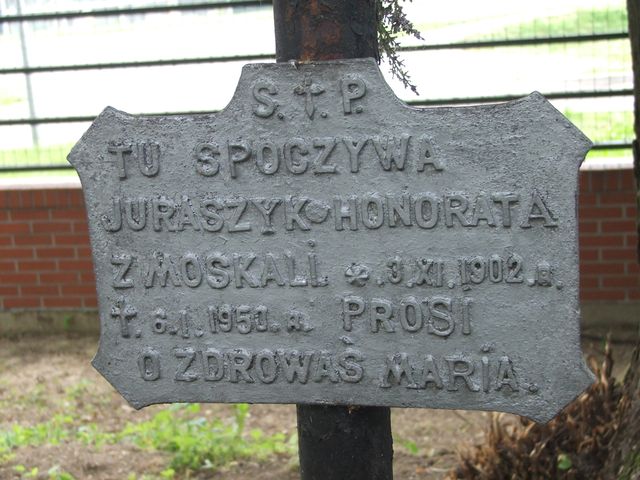 S. † P.
TU SPOCZYWA
JURASZYK HONORATA
Z MOSKALI. *. 3. XI. 1902. R.
†. 6. I. 1950. R. PROSI
O ZDROWAŚ MARIA.